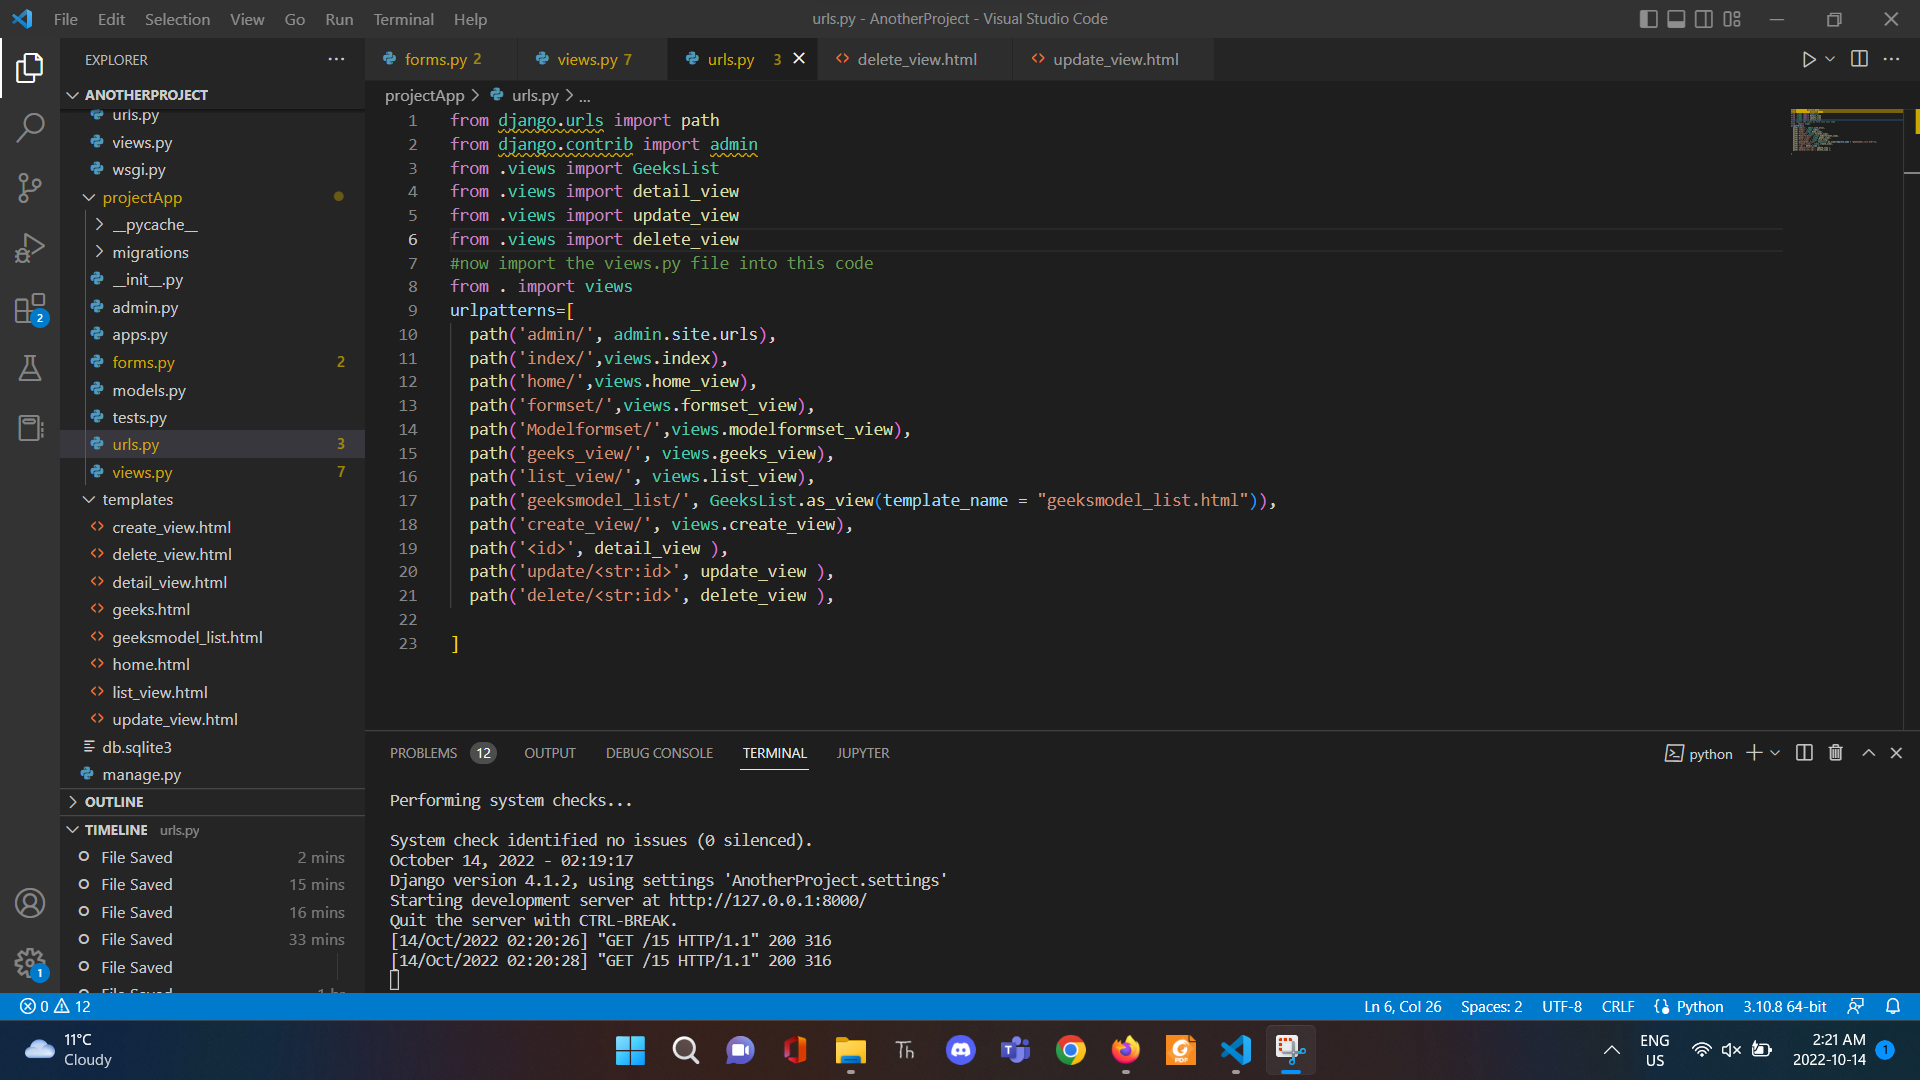 File Edit Selection View Go Run Terminal Help
urls.py - AnotherProject - Visual Studio Code
EXPLORER
ANOTHERPROJECT
urls.py
views.py
wsgi.py
projectApp
__pycache__
migrations
__init__.py
admin.py
apps.py
forms.py 2
models.py
tests.py
urls.py 3
views.py 7
templates
create_view.html
delete_view.html
detail_view.html
geeks.html
geeksmodel_list.html
home.html
list_view.html
update_view.html
db.sqlite3
manage.py
OUTLINE
TIMELINE urls.py
File Saved 2 mins
File Saved 15 mins
File Saved 16 mins
File Saved 33 mins
File Saved
forms.py 2 views.py 7 urls.py 3 delete_view.html update_view.html
projectApp > urls.py > ...
1 from django.urls import path
2 from django.contrib import admin
3 from .views import GeeksList
4 from .views import detail_view
5 from .views import update_view
6 from .views import delete_view
7 #now import the views.py file into this code
8 from . import views
9 urlpatterns=[
10 path('admin/', admin.site.urls),
11 path('index/',views.index),
12 path('home/',views.home_view),
13 path('formset/',views.formset_view),
14 path('Modelformset/',views.modelformset_view),
15 path('geeks_view/', views.geeks_view),
16 path('list_view/', views.list_view),
17 path('geeksmodel_list/', GeeksList.as_view(template_name = "geeksmodel_list.html")),
18 path('create_view/', views.create_view),
19 path('<id>', detail_view ),
20 path('update/<str:id>', update_view ),
21 path('delete/<str:id>', delete_view ),
22
23 ]
PROBLEMS 12 OUTPUT DEBUG CONSOLE TERMINAL JUPYTER
python
Performing system checks...
System check identified no issues (0 silenced).
October 14, 2022 - 02:19:17
Django version 4.1.2, using settings 'AnotherProject.settings'
Starting development server at http://127.0.0.1:8000/
Quit the server with CTRL-BREAK.
[14/Oct/2022 02:20:26] "GET /15 HTTP/1.1" 200 316
[14/Oct/2022 02:20:28] "GET /15 HTTP/1.1" 200 316
2
1
0 12
Ln 6, Col 26 Spaces: 2 UTF-8 CRLF Python 3.10.8 64-bit
11°C
Cloudy
Th
PDF
ENG
US
2:21 AM
2022-10-14
1